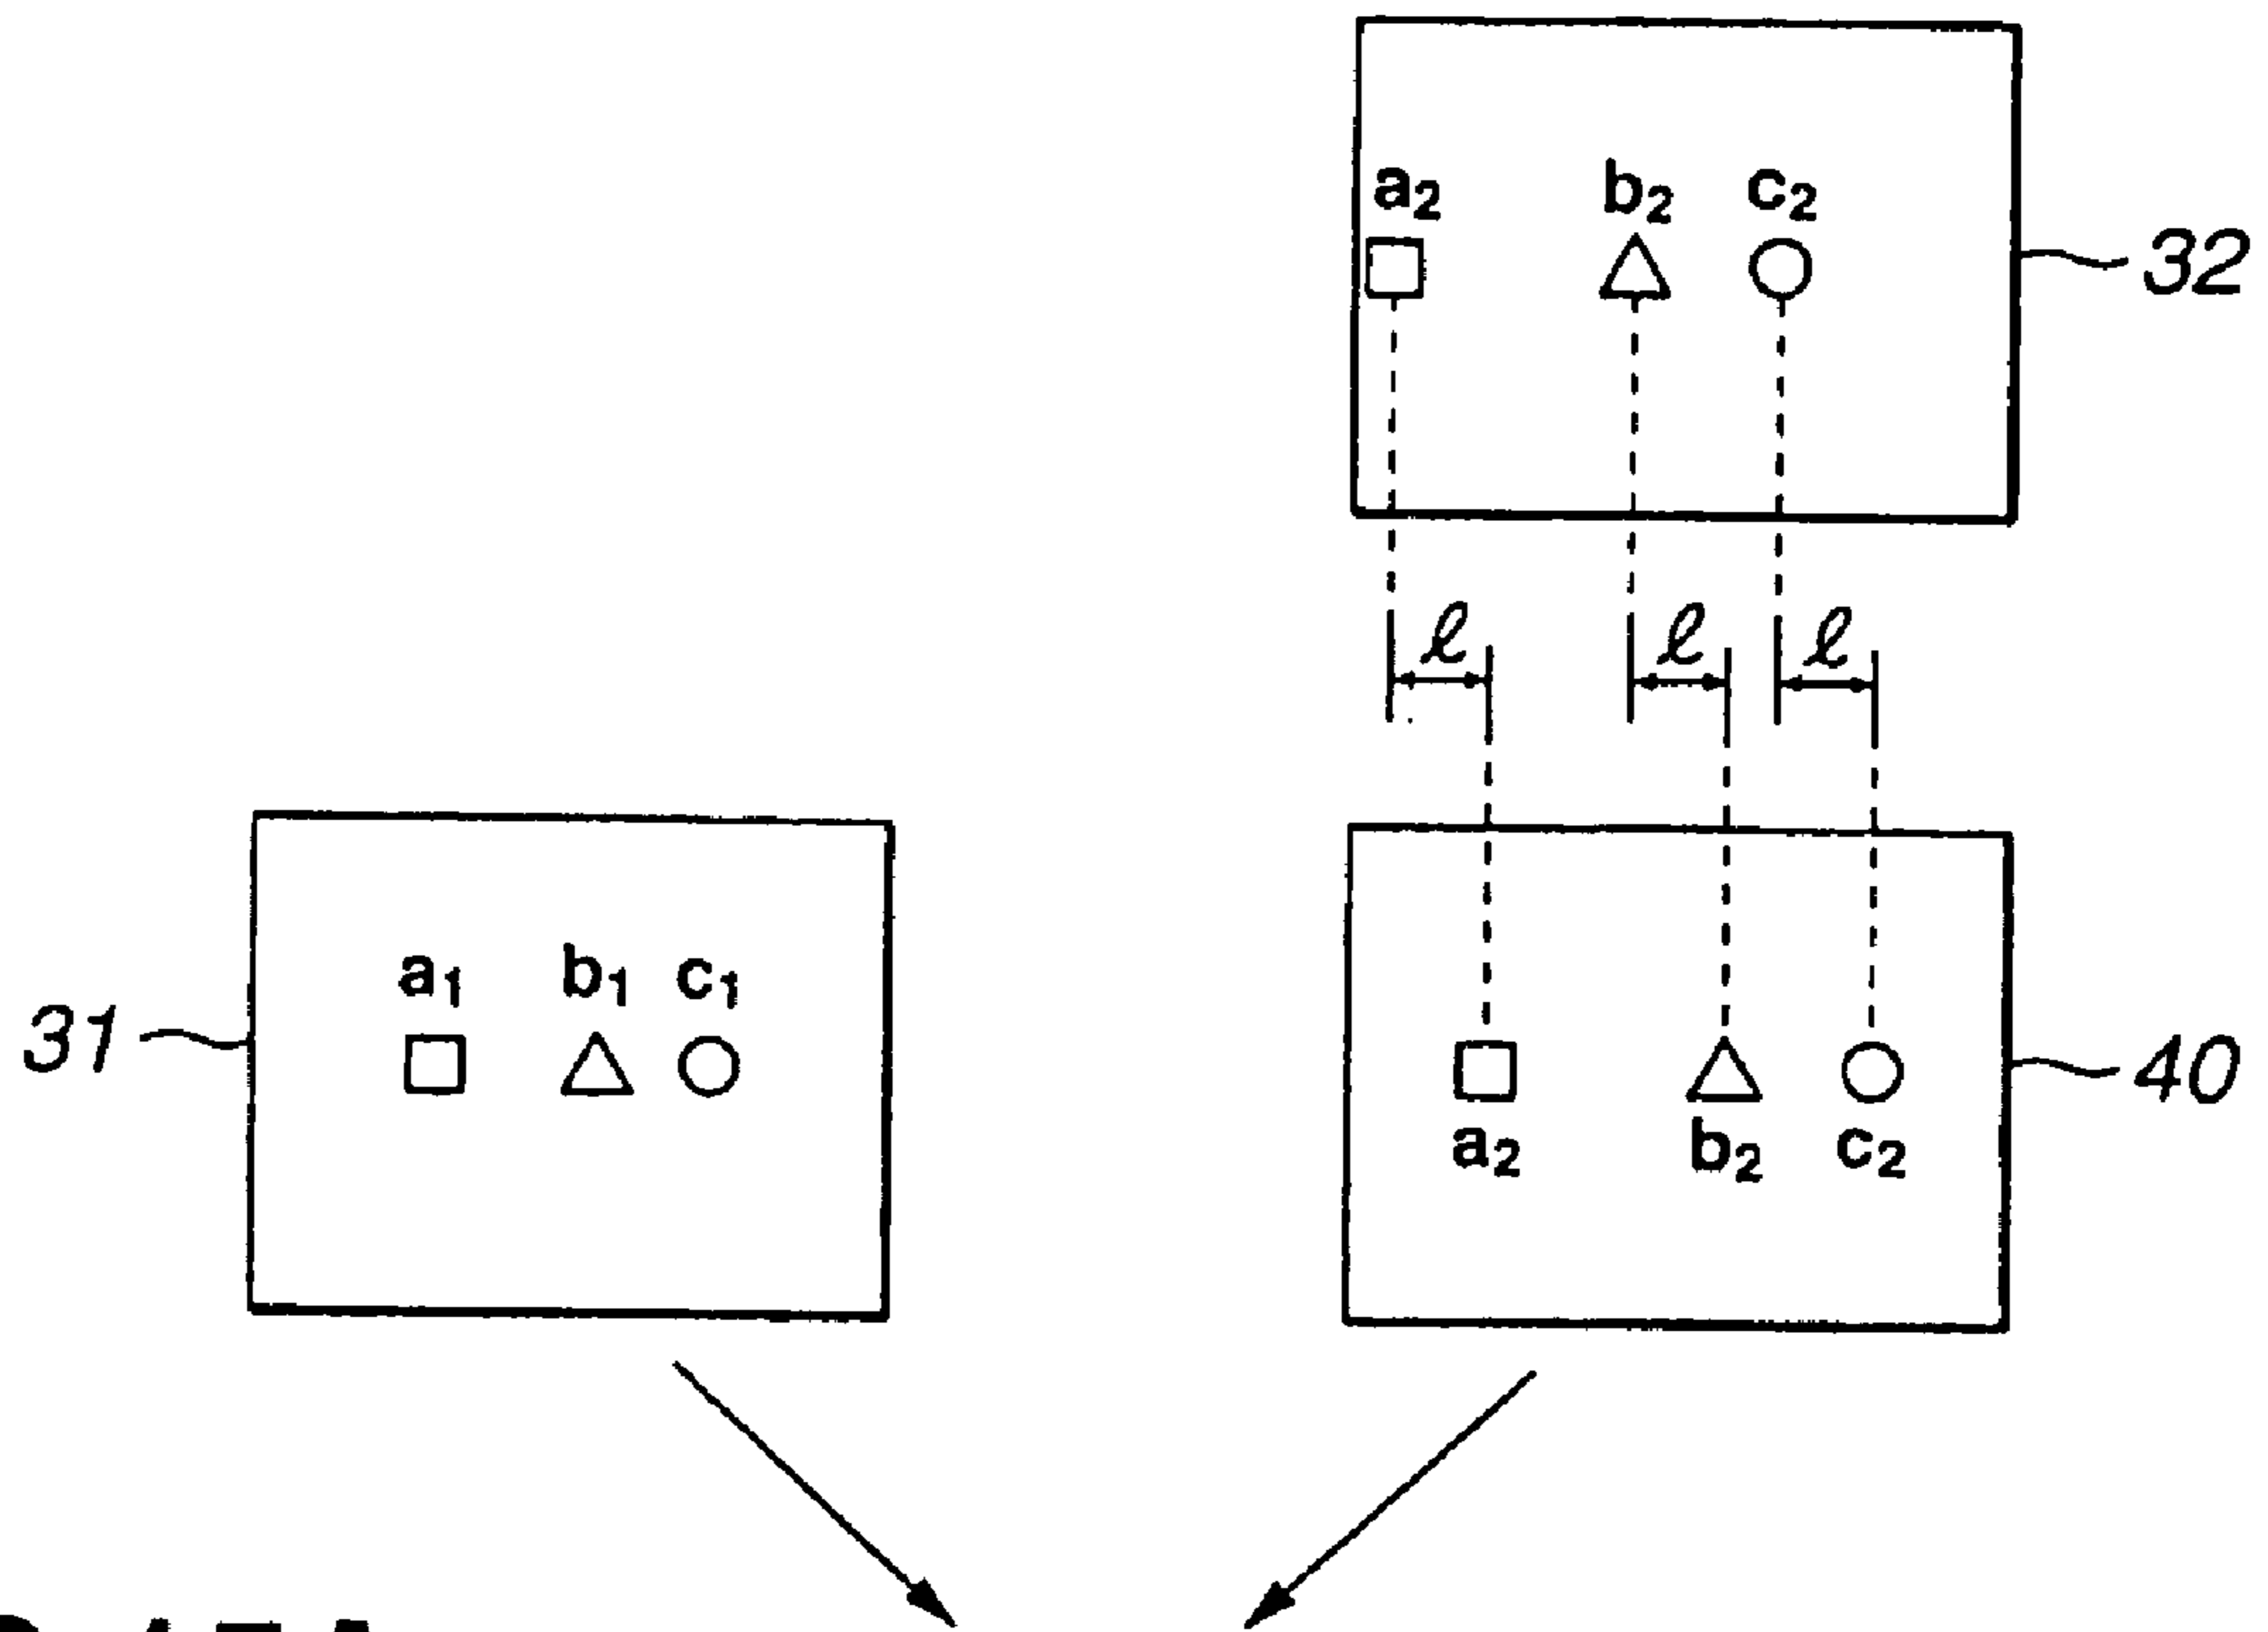 a₂ b₂ c₂
32
ℓ ℓ ℓ
a₁ b₁ c₁
31
40
a₂ b₂ c₂